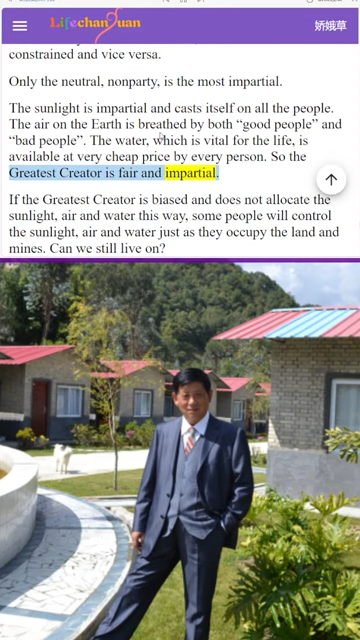 Lifechanyuan
娇娥草
constrained and vice versa.
Only the neutral, nonparty, is the most impartial.
The sunlight is impartial and casts itself on all the people.
The air on the Earth is breathed by both “good people” and
“bad people”. The water, which is vital for the life, is
available at very cheap price by every person. So the
Greatest Creator is fair and impartial.
If the Greatest Creator is biased and does not allocate the
sunlight, air and water this way, some people will control
the sunlight, air and water just as they occupy the land and
mines. Can we still live on?